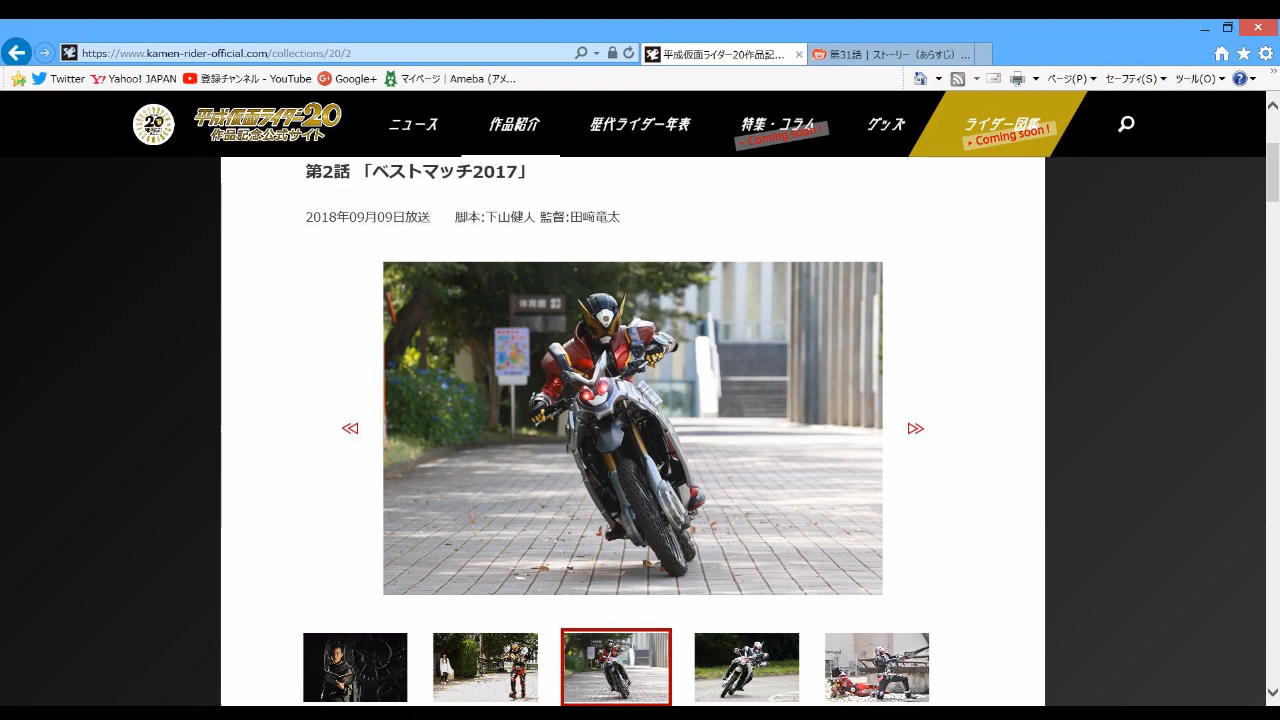 https://www.kamen-rider-official.com/collections/20/2
平成仮面ライダー20作品記...
第31話 | ストーリー（あらすじ）...
Twitter Yahoo! JAPAN 登録チャンネル - YouTube Google+ マイページ | Ameba (アメ...
ページ(P) セーフティ(S) ツール(O)
20
平成仮面ライダー20
作品記念公式サイト
ニュース 作品紹介 歴代ライダー年表 特集・コラム グッズ ライダー図鑑
Coming soon !
Coming soon !
第2話 「ベストマッチ2017」
2018年09月09日放送 脚本:下山健人 監督:田﨑竜太
体育館